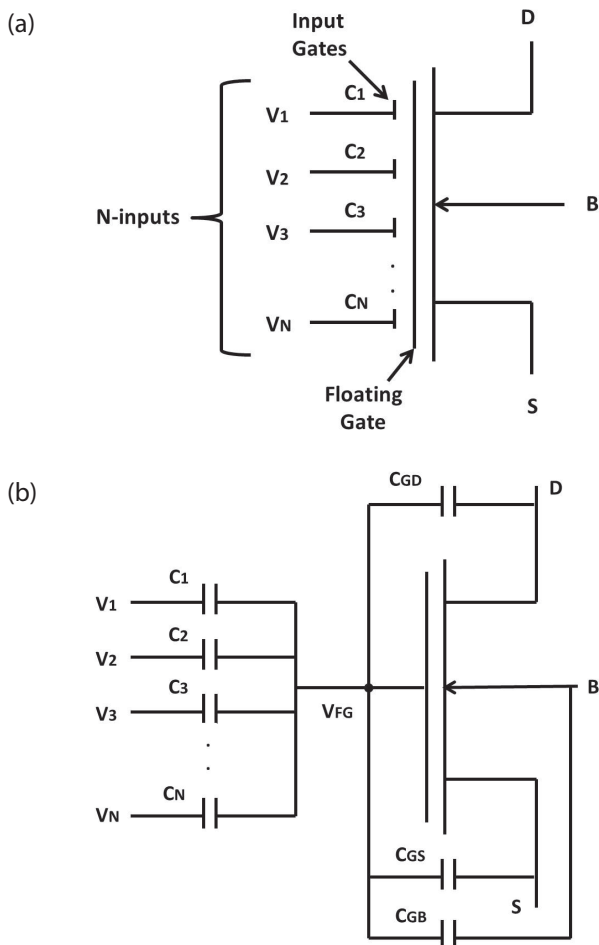 (a)
Input
Gates
D
C1
V1
C2
V2
C3
V3
N-inputs
B
.
.
CN
VN
Floating
Gate
S
(b)
CGD
D
C1
V1
C2
V2
C3
V3
VFG
B
.
.
CN
VN
CGS
S
CGB